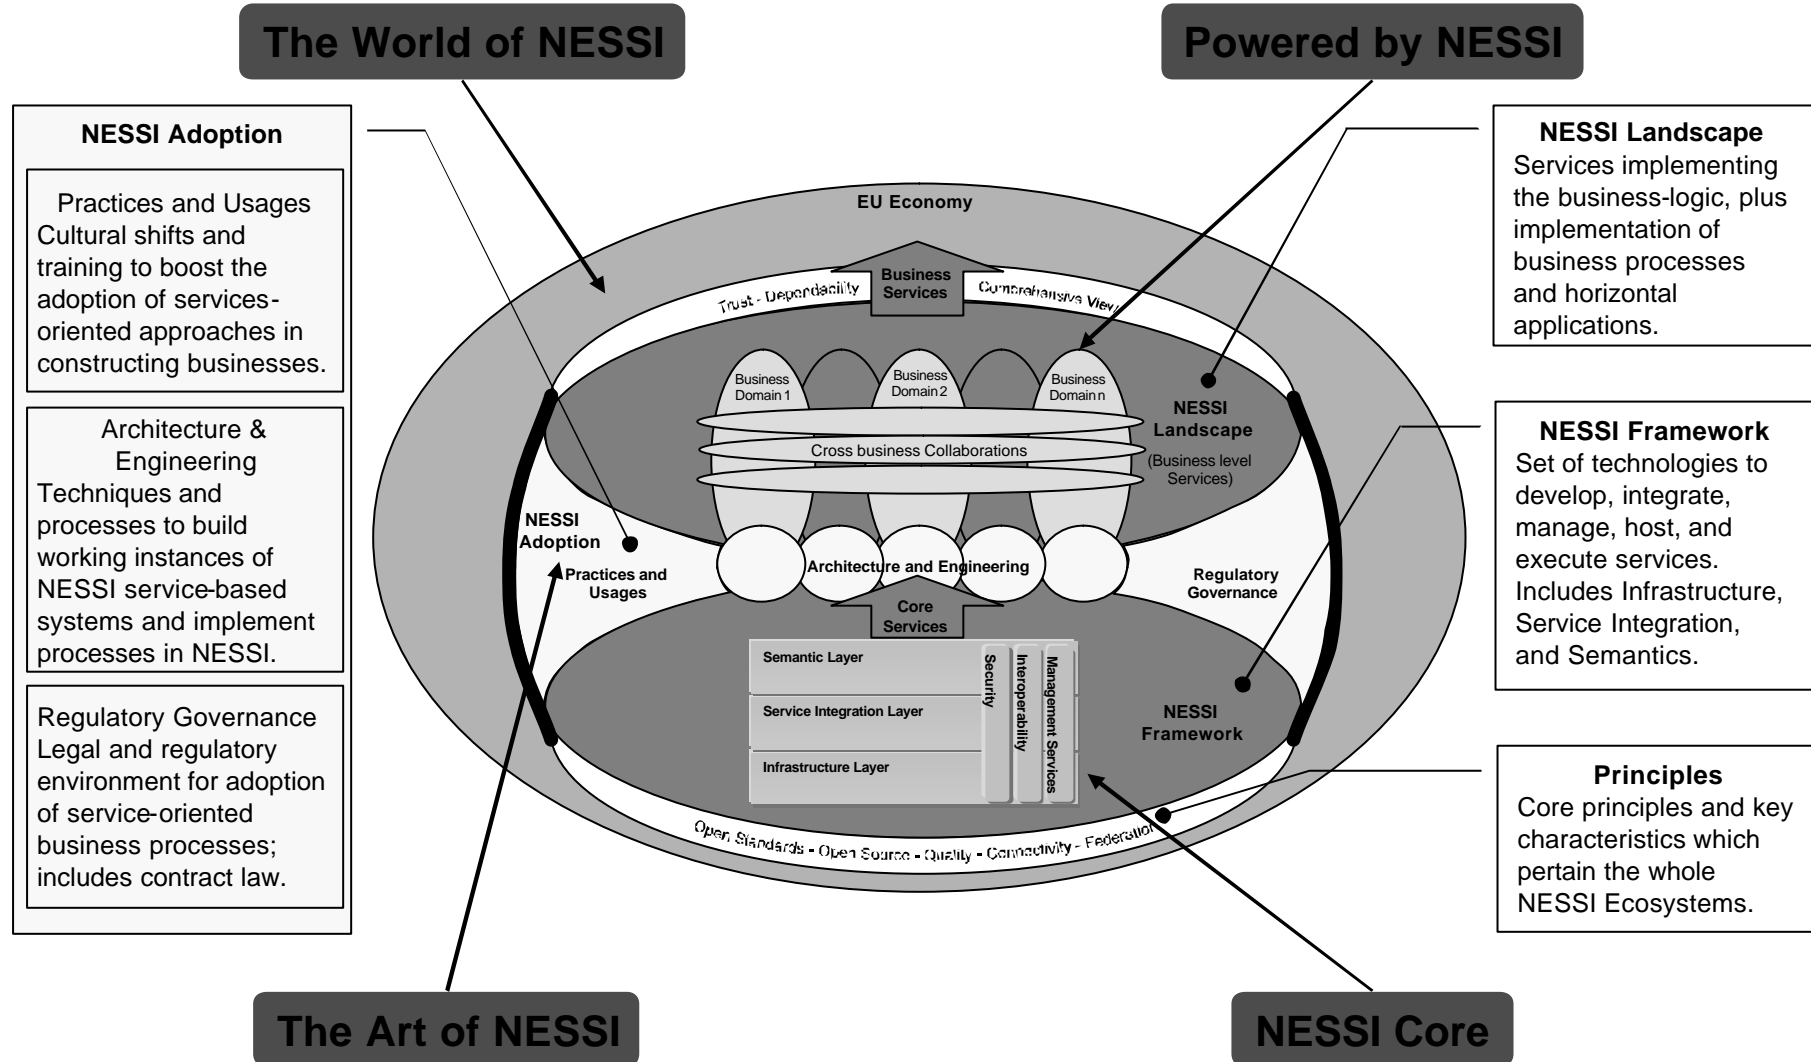 The World of NESSI
Powered by NESSI
NESSI Adoption
Practices and Usages
Cultural shifts and
training to boost the
adoption of services-
oriented approaches in
constructing businesses.
Architecture &
Engineering
Techniques and
processes to build
working instances of
NESSI service-based
systems and implement
processes in NESSI.
Regulatory Governance
Legal and regulatory
environment for adoption
of service-oriented
business processes;
includes contract law.
EU Economy
Business
Services
Trust - Dependability
Comprehensive View
Business
Domain 1
Business
Domain 2
Business
Domain n
Cross business Collaborations
NESSI
Landscape
(Business level
Services)
NESSI
Adoption
Practices and
Usages
Architecture and Engineering
Regulatory
Governance
Core
Services
Semantic Layer
Service Integration Layer
Infrastructure Layer
Security
Interoperability
Management Services
NESSI
Framework
Open Standards - Open Source - Quality - Connectivity - Federation
NESSI Landscape
Services implementing
the business-logic, plus
implementation of
business processes
and horizontal
applications.
NESSI Framework
Set of technologies to
develop, integrate,
manage, host, and
execute services.
Includes Infrastructure,
Service Integration,
and Semantics.
Principles
Core principles and key
characteristics which
pertain the whole
NESSI Ecosystems.
The Art of NESSI
NESSI Core